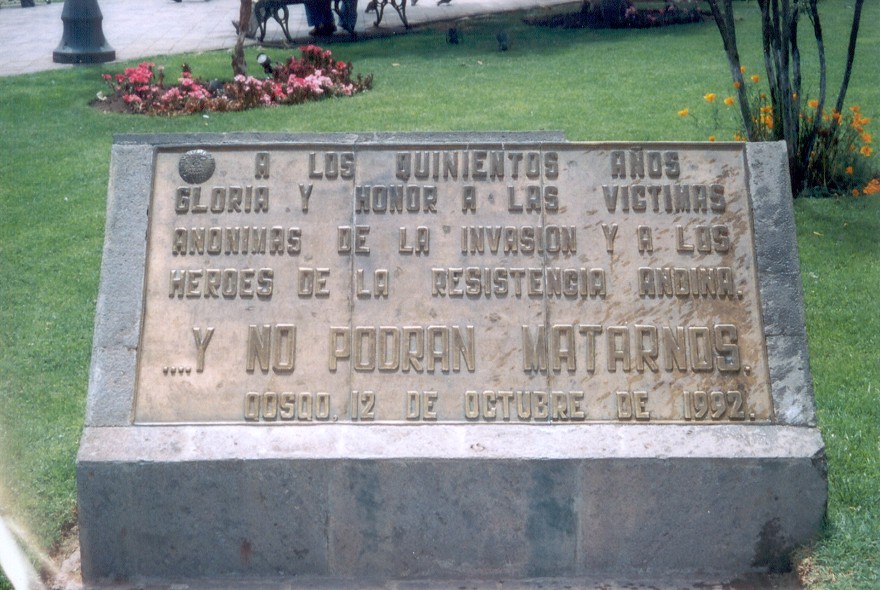 A LOS QUINIENTOS AÑOS
GLORIA Y HONOR A LAS VICTIMAS
ANONIMAS DE LA INVASION Y A LOS
HEROES DE LA RESISTENCIA ANDINA.
....Y NO PODRAN MATARNOS.
QOSQO, 12 DE OCTUBRE DE 1992.